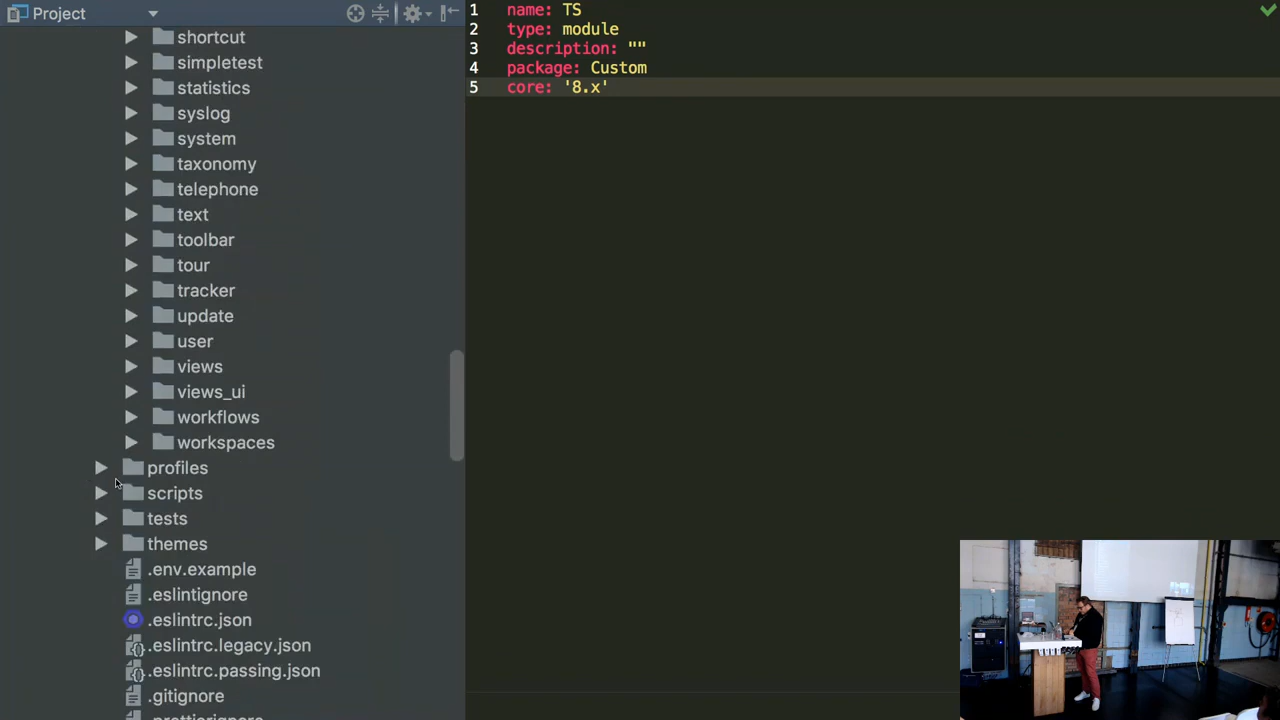 Project
shortcut
simpletest
statistics
syslog
system
taxonomy
telephone
text
toolbar
tour
tracker
update
user
views
views_ui
workflows
workspaces
profiles
scripts
tests
themes
.env.example
.eslintignore
.eslintrc.json
.eslintrc.legacy.json
.eslintrc.passing.json
.gitignore
.prettierignore
1 name: TS
2 type: module
3 description: ""
4 package: Custom
5 core: '8.x'